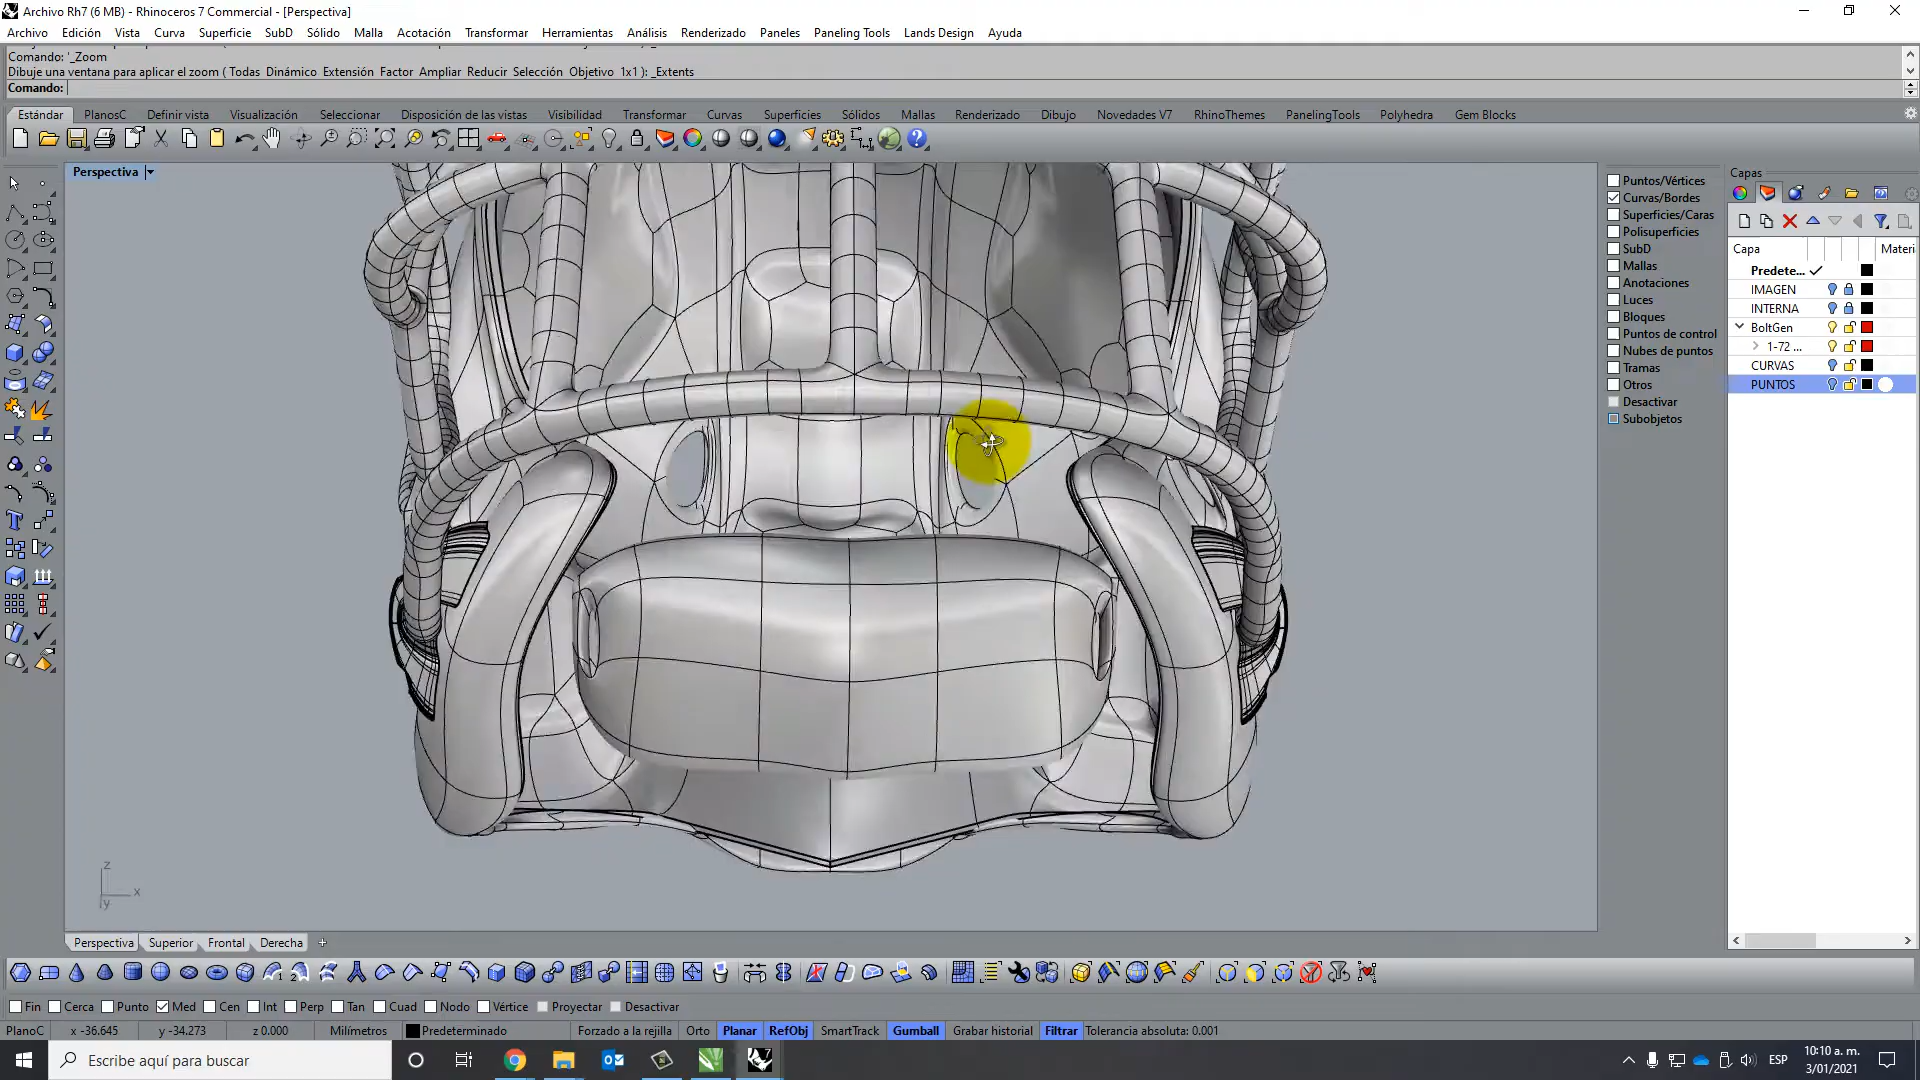 Archivo Rh7 (6 MB) - Rhinoceros 7 Commercial - [Perspectiva]
Archivo Edición Vista Curva Superficie SubD Sólido Malla Acotación Transformar Herramientas Análisis Renderizado Paneles Paneling Tools Lands Design Ayuda
Comando: '_Zoom
Dibuje una ventana para aplicar el zoom ( Todas Dinámico Extensión Factor Ampliar Reducir Selección Objetivo 1x1 ): _Extents
Comando:
Estándar PlanosC Definir vista Visualización Seleccionar Disposición de las vistas Visibilidad Transformar Curvas Superficies Sólidos Mallas Renderizado Dibujo Novedades V7 RhinoThemes PanelingTools Polyhedra Gem Blocks
Perspectiva
Puntos/Vértices
Curvas/Bordes
Superficies/Caras
Polisuperficies
SubD
Mallas
Anotaciones
Luces
Bloques
Puntos de control
Nubes de puntos
Tramas
Otros
Desactivar
Subobjetos
Capas
Capa Materi
Predete...
IMAGEN
INTERNA
BoltGen
1-72 ...
CURVAS
PUNTOS
z
x
y
Perspectiva Superior Frontal Derecha
Fin Cerca Punto Med Cen Int Perp Tan Cuad Nodo Vértice Proyectar Desactivar
PlanoC x -36.645 y -34.273 z 0.000 Milímetros Predeterminado Forzado a la rejilla Orto Planar RefObj SmartTrack Gumball Grabar historial Filtrar Tolerancia absoluta: 0.001
Escribe aquí para buscar
ESP
10:10 a. m.
3/01/2021